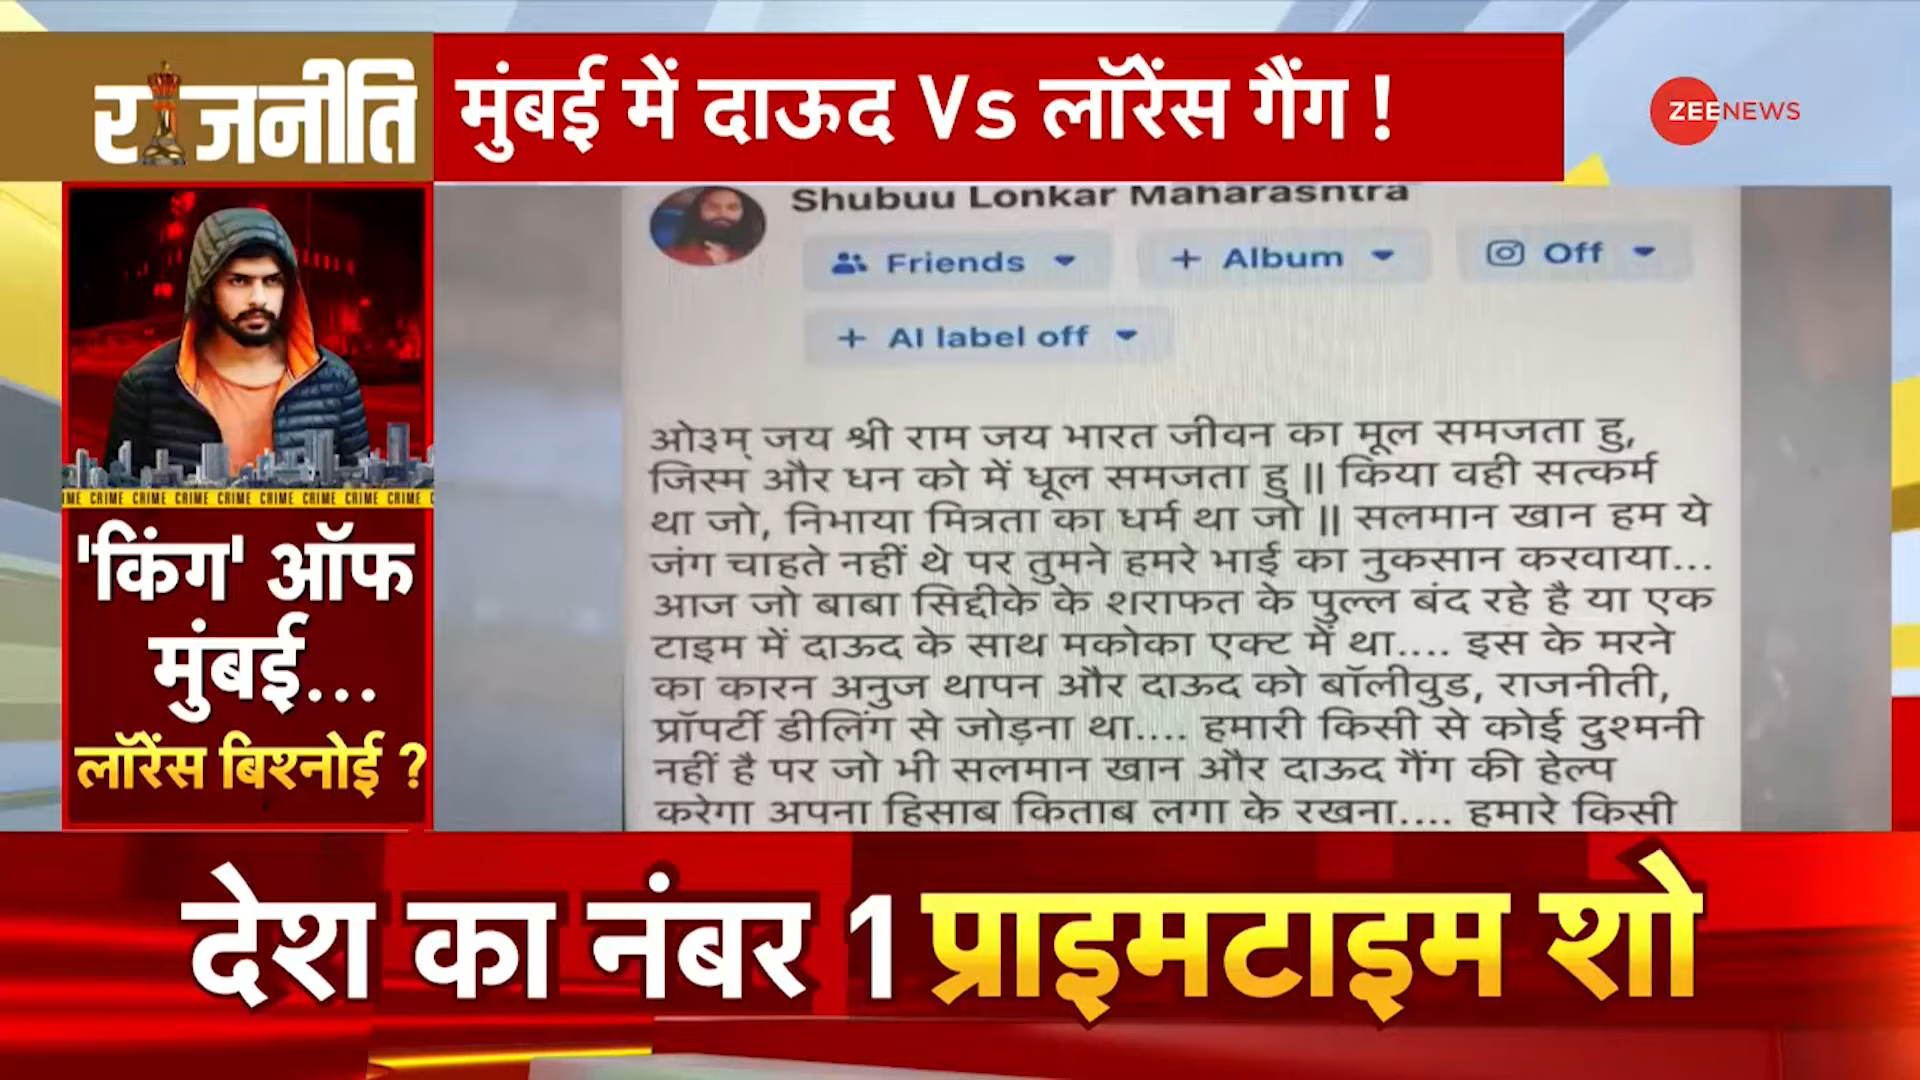 राजनीति
मुंबई में दाऊद Vs लॉरेंस गैंग !
ZEENEWS
CRIME CRIME CRIME CRIME CRIME CRIME CRIME
'किंग' ऑफ
मुंबई...
लॉरेंस बिश्नोई ?
Shubuu Lonkar Maharashtra
Friends
+ Album
Off
+ AI label off
ओ३म् जय श्री राम जय भारत जीवन का मूल समजता हु,
जिस्म और धन को में धूल समजता हु || किया वही सत्कर्म
था जो, निभाया मित्रता का धर्म था जो || सलमान खान हम ये
जंग चाहते नहीं थे पर तुमने हमरे भाई का नुकसान करवाया...
आज जो बाबा सिद्दीके के शराफत के पुल्ल बंद रहे है या एक
टाइम में दाऊद के साथ मकोका एक्ट में था.... इस के मरने
का कारन अनुज थापन और दाऊद को बॉलीवुड, राजनीती,
प्रॉपर्टी डीलिंग से जोड़ना था.... हमारी किसी से कोई दुश्मनी
नहीं है पर जो भी सलमान खान और दाऊद गैंग की हेल्प
करेगा अपना हिसाब किताब लगा के रखना.... हमारे किसी
देश का नंबर 1 प्राइमटाइम शो